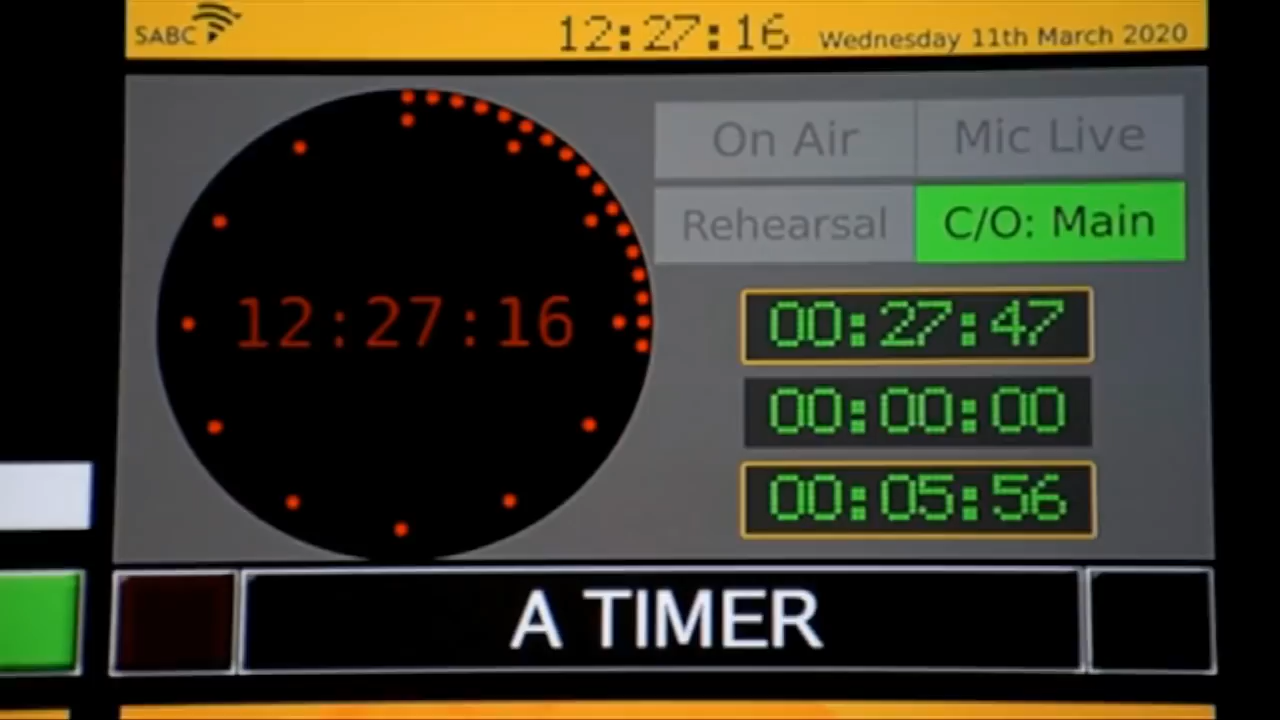 SABC 12:27:16 Wednesday 11th March 2020
On Air Mic Live
Rehearsal C/O: Main
12:27:16
00:27:47
00:00:00
00:05:56
A TIMER